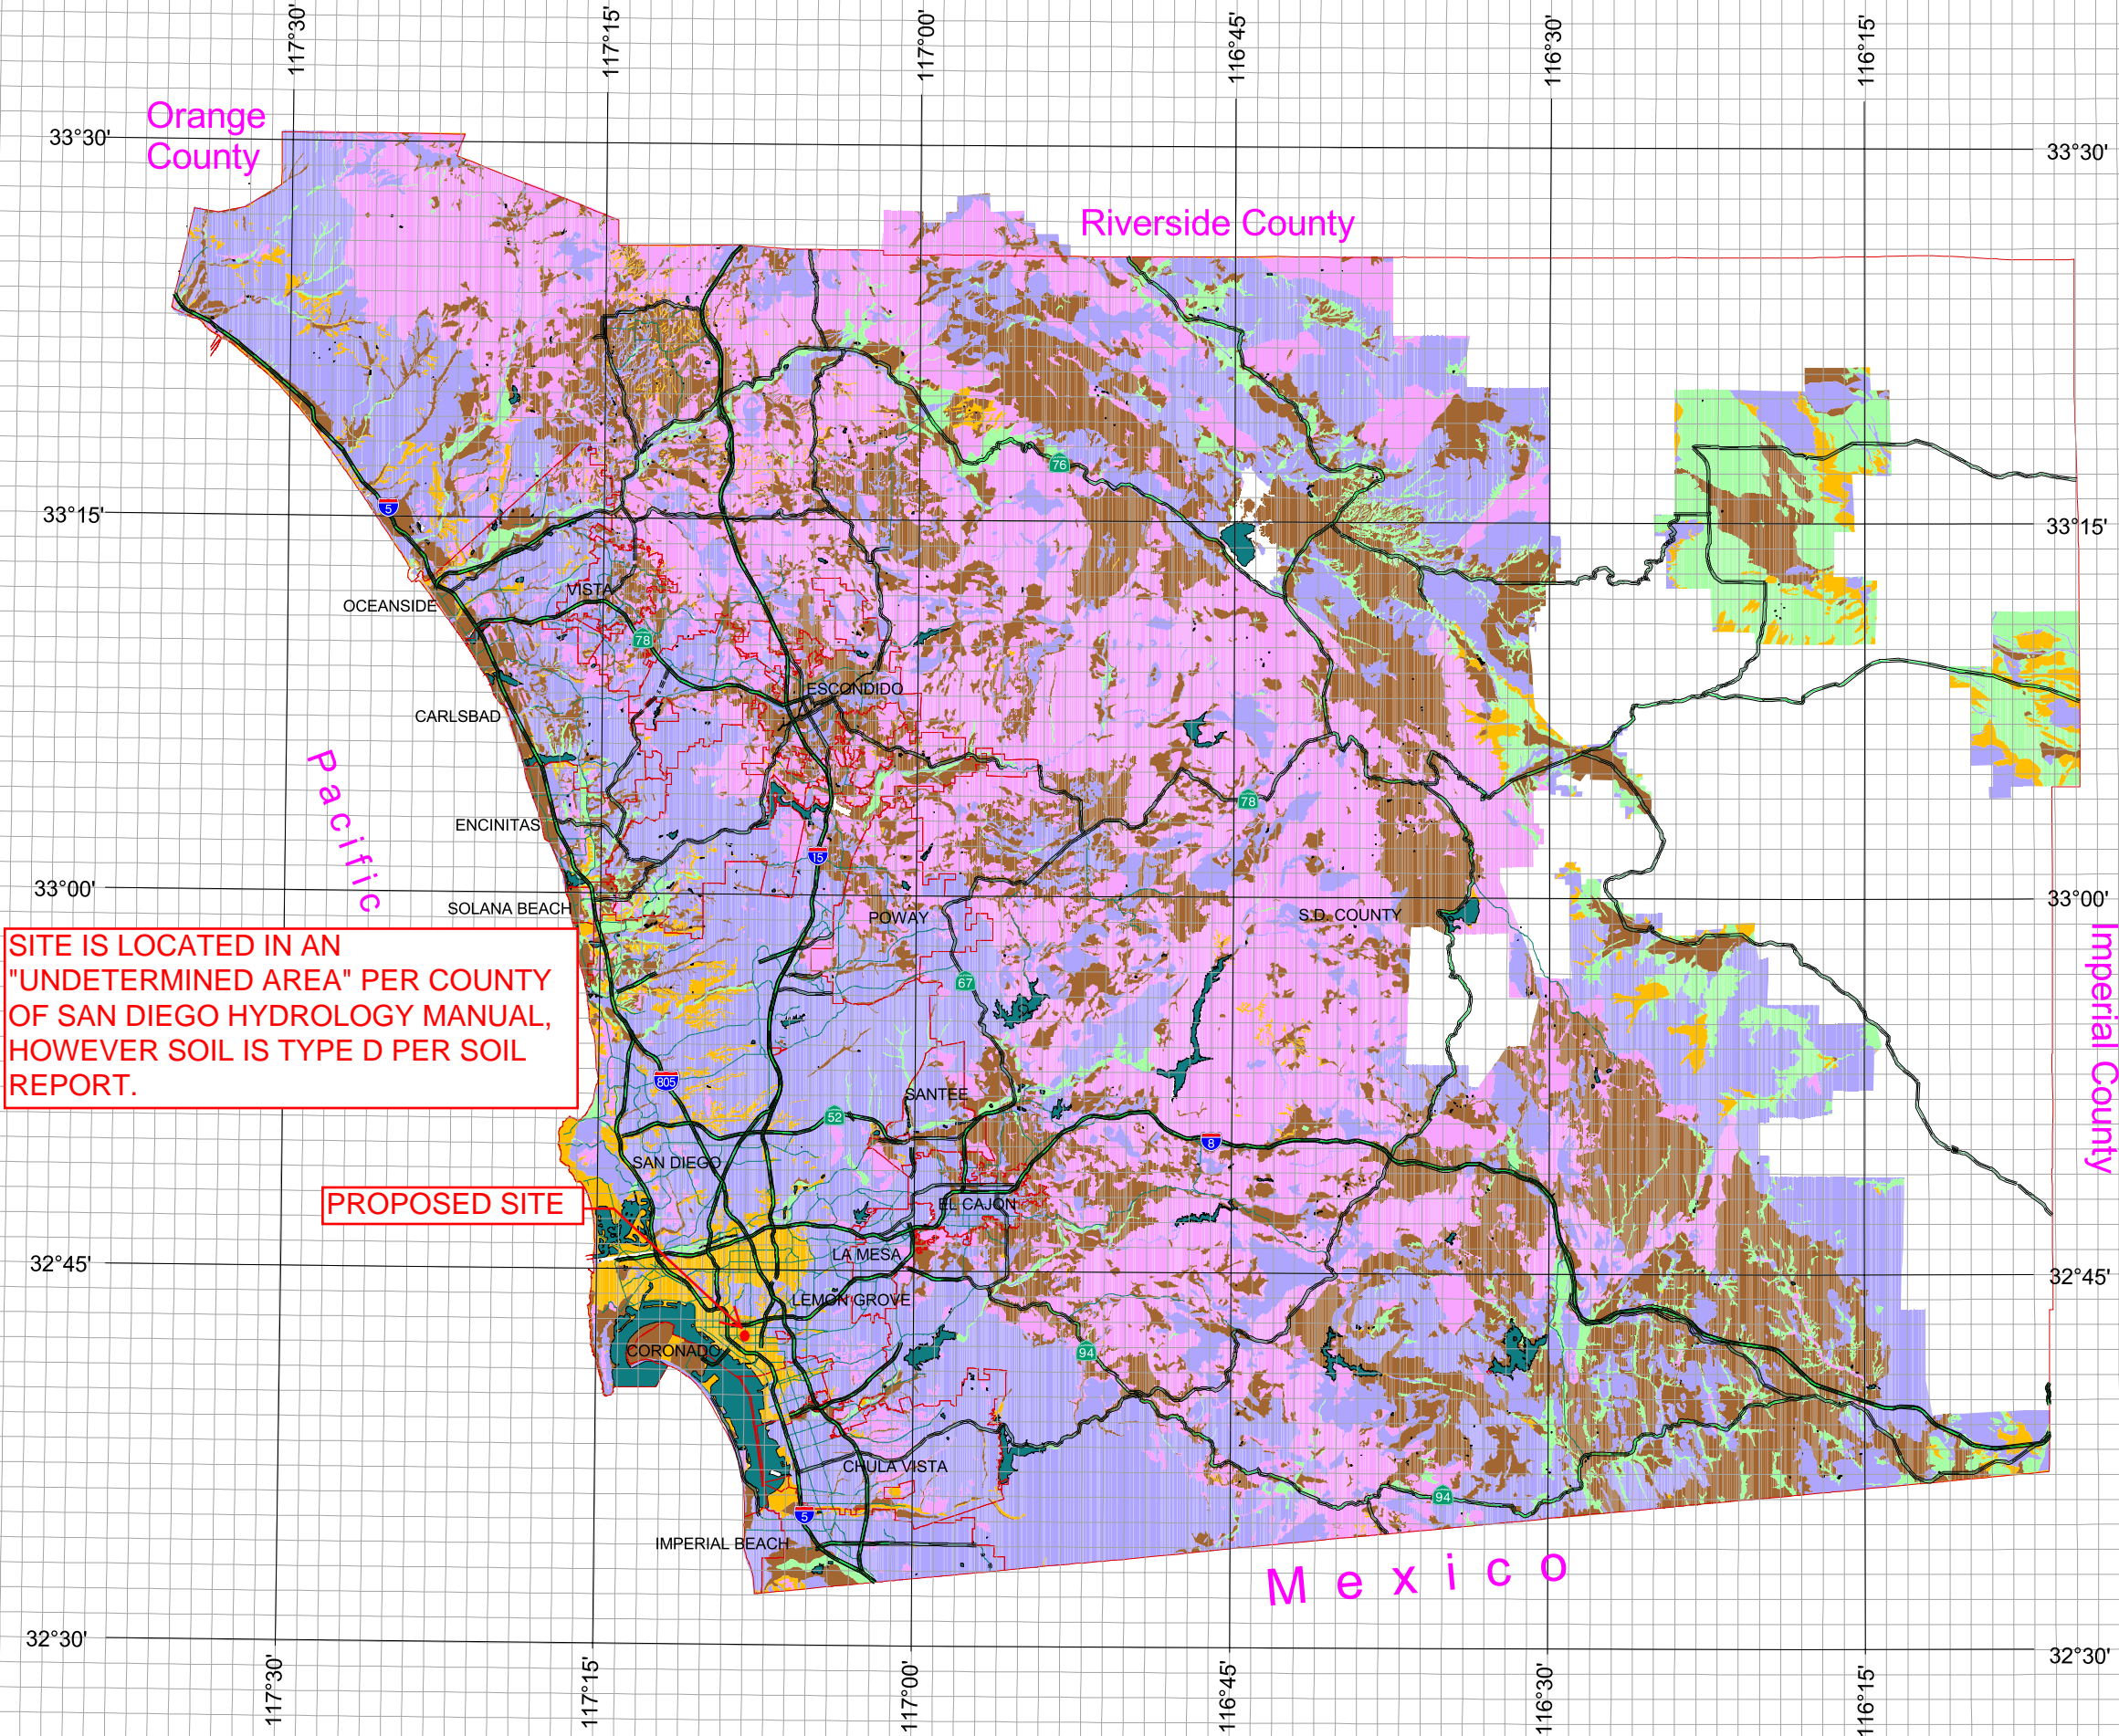 117°30'
117°15'
117°00'
116°45'
116°30'
116°15'
Orange
County
33°30'
33°30'
Riverside County
76
5
33°15'
33°15'
VISTA
OCEANSIDE
78
ESCONDIDO
CARLSBAD
Pacific
78
ENCINITAS
15
33°00'
33°00'
SOLANA BEACH
POWAY
S.D. COUNTY
Imperial County
SITE IS LOCATED IN AN
"UNDETERMINED AREA" PER COUNTY
OF SAN DIEGO HYDROLOGY MANUAL,
HOWEVER SOIL IS TYPE D PER SOIL
REPORT.
67
805
SANTEE
52
8
SAN DIEGO
PROPOSED SITE
EL CAJON
LA MESA
32°45'
32°45'
LEMON GROVE
CORONADO
94
CHULA VISTA
94
5
IMPERIAL BEACH
Mexico
32°30'
32°30'
117°30'
117°15'
117°00'
116°45'
116°30'
116°15'